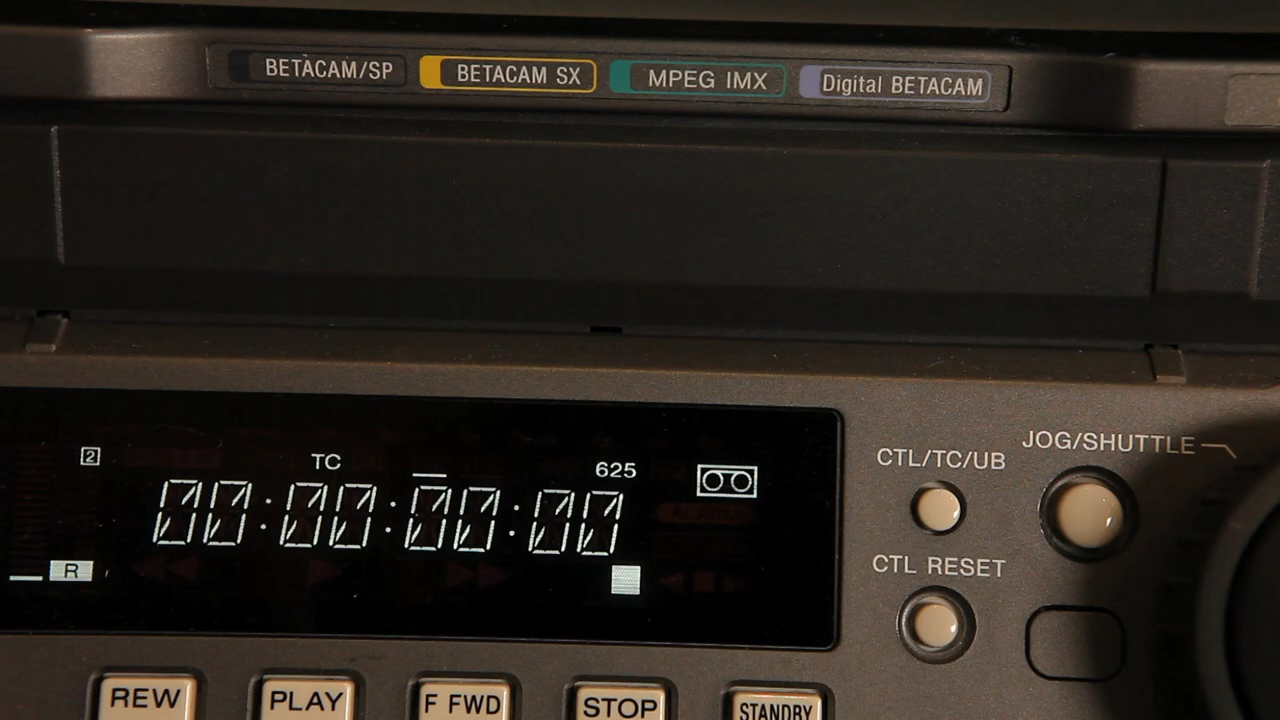 BETACAM/SP
BETACAM SX
MPEG IMX
Digital BETACAM
2
TC
625
00:00:00:00
R
CTL/TC/UB
JOG/SHUTTLE
CTL RESET
REW
PLAY
F FWD
STOP
STANDBY